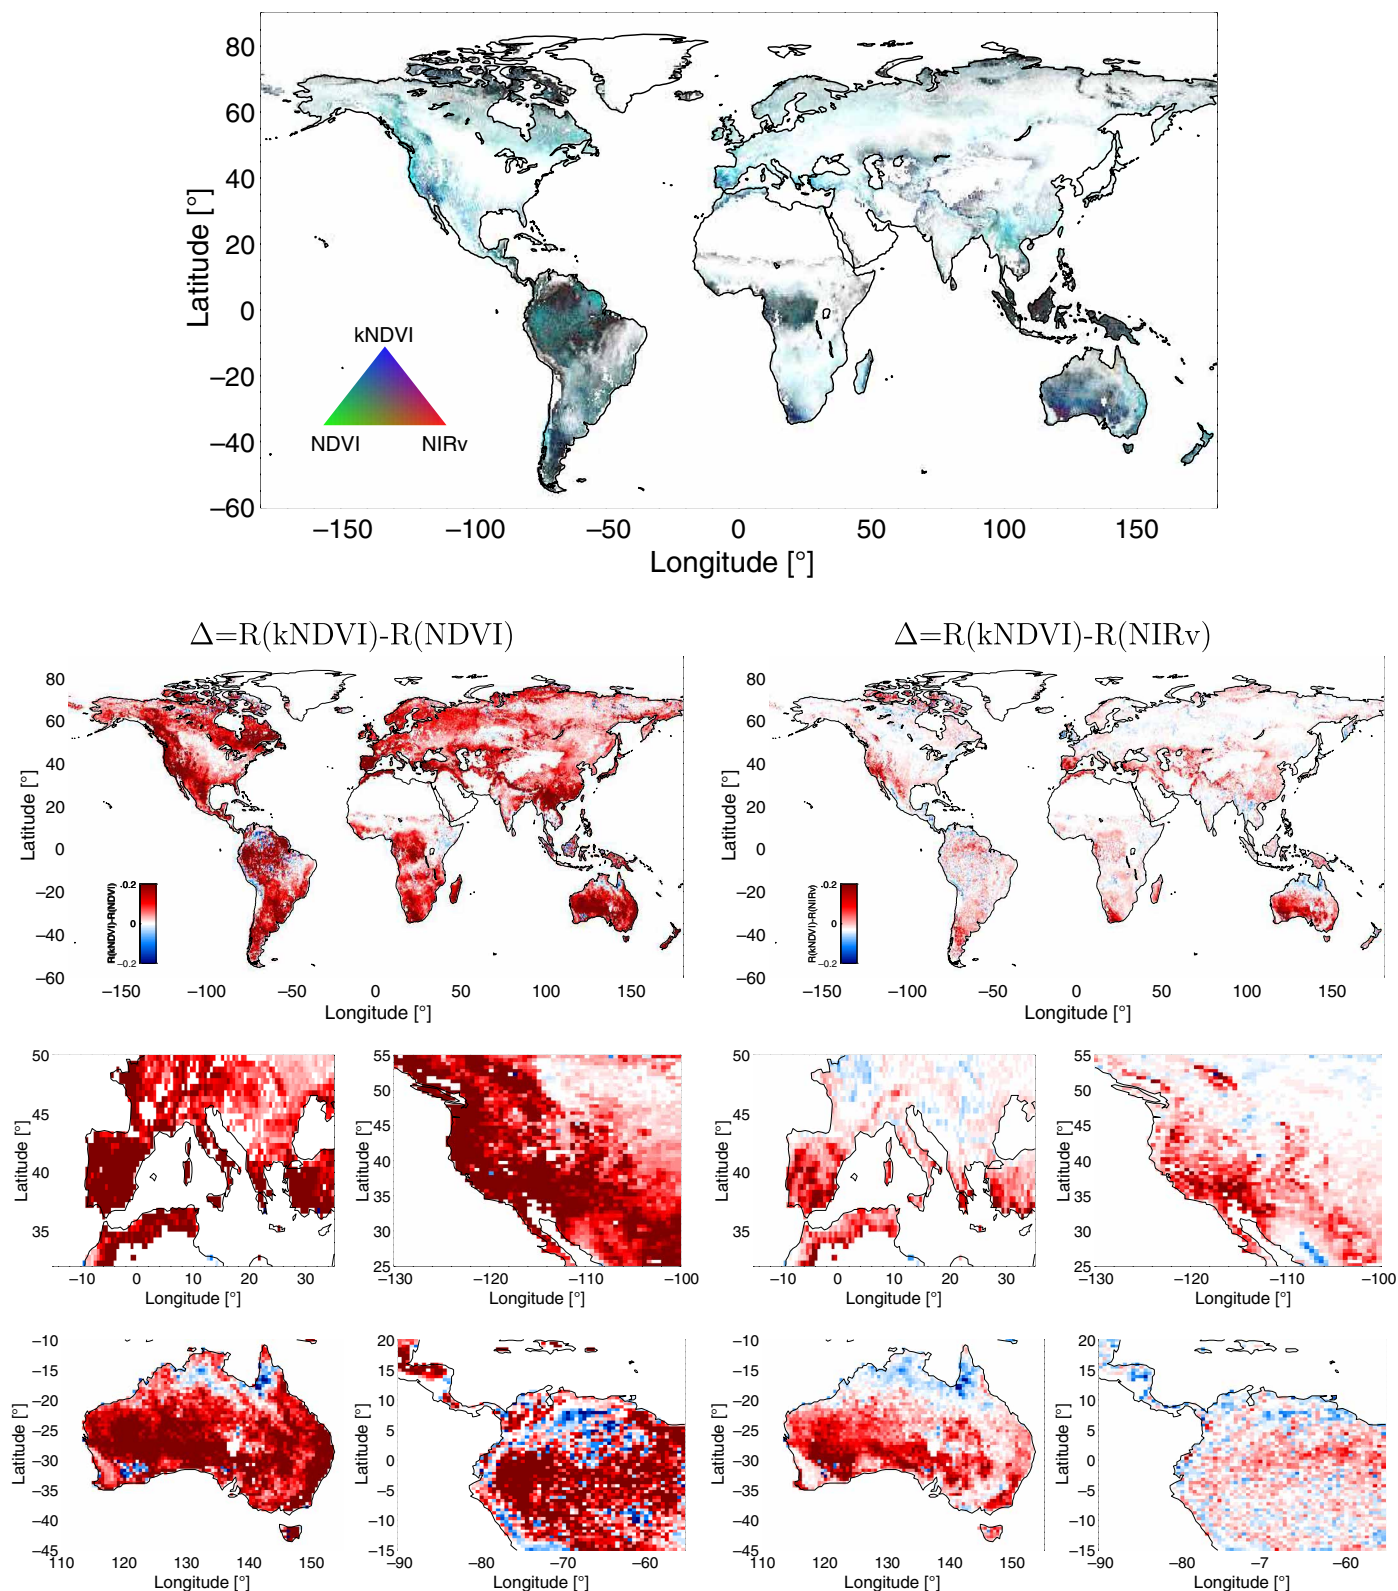 80
60
40
20
0
−20
−40
−60
Latitude [°]
kNDVI
NDVI
NIRv
−150 −100 −50 0 50 100 150
Longitude [°]
Δ=R(kNDVI)-R(NDVI)
80
60
40
20
0
−20
−40
−60
Latitude [°]
0.2
0
−0.2
R(kNDVI)-R(NDVI)
−150 −100 −50 0 50 100 150
Longitude [°]
Δ=R(kNDVI)-R(NIRv)
80
60
40
20
0
−20
−40
−60
Latitude [°]
0.2
0
−0.2
R(kNDVI)-R(NIRv)
−150 −100 −50 0 50 100 150
Longitude [°]
50
45
40
35
Latitude [°]
−10 0 10 20 30
Longitude [°]
55
50
45
40
35
30
25
Latitude [°]
−130 −120 −110 −100
Longitude [°]
50
45
40
35
Latitude [°]
−10 0 10 20 30
Longitude [°]
55
50
45
40
35
30
25
Latitude [°]
−130 −120 −110 −100
Longitude [°]
−10
−15
−20
−25
−30
−35
−40
−45
Latitude [°]
110 120 130 140 150
Longitude [°]
20
15
10
5
0
−5
−10
−15
Latitude [°]
−90 −80 −70 −60
Longitude [°]
−10
−15
−20
−25
−30
−35
−40
−45
Latitude [°]
110 120 130 140 150
Longitude [°]
20
15
10
5
0
−5
−10
−15
Latitude [°]
−90 −80 −7 −60
Longitude [°]